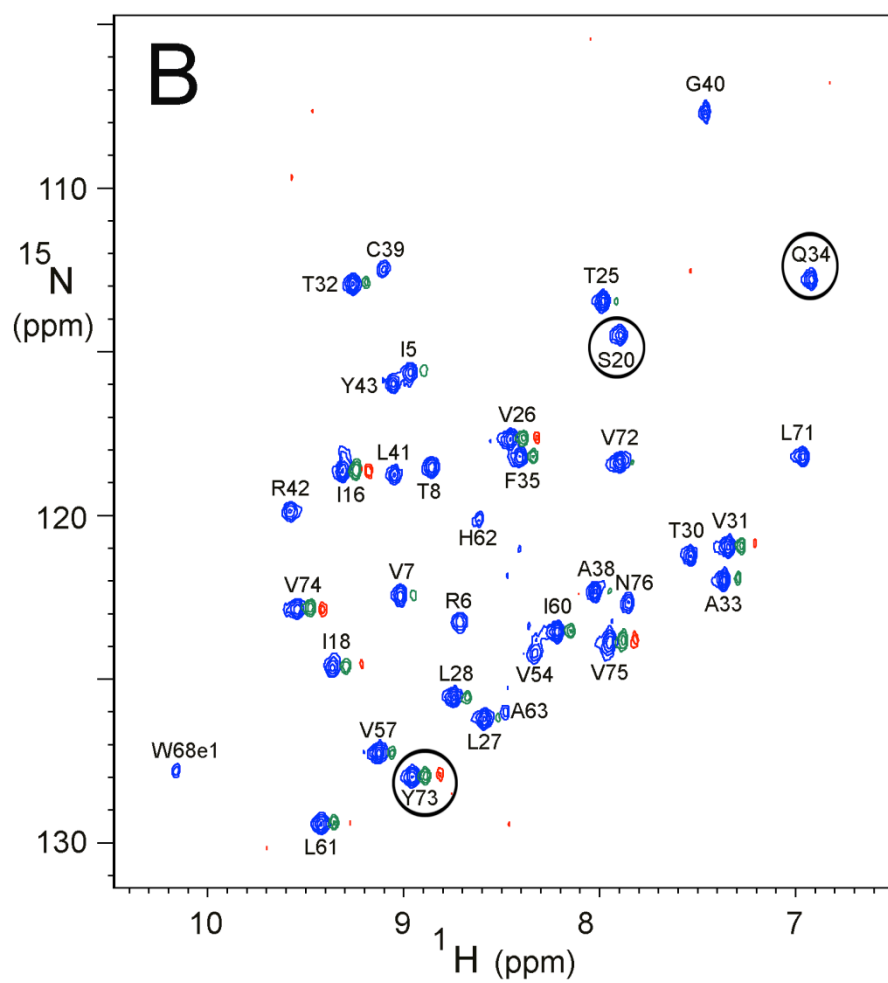 B
G40
110
15
N
(ppm)
C39
T32
T25
Q34
S20
I5
Y43
V26
F35
V72
L71
L41
I16
T8
R42
120
H62
T30
V31
A33
V74
V7
A38
N76
R6
I60
I18
V54
V75
L28
A63
L27
V57
W68e1
Y73
L61
130
10
9
8
7
1
H (ppm)